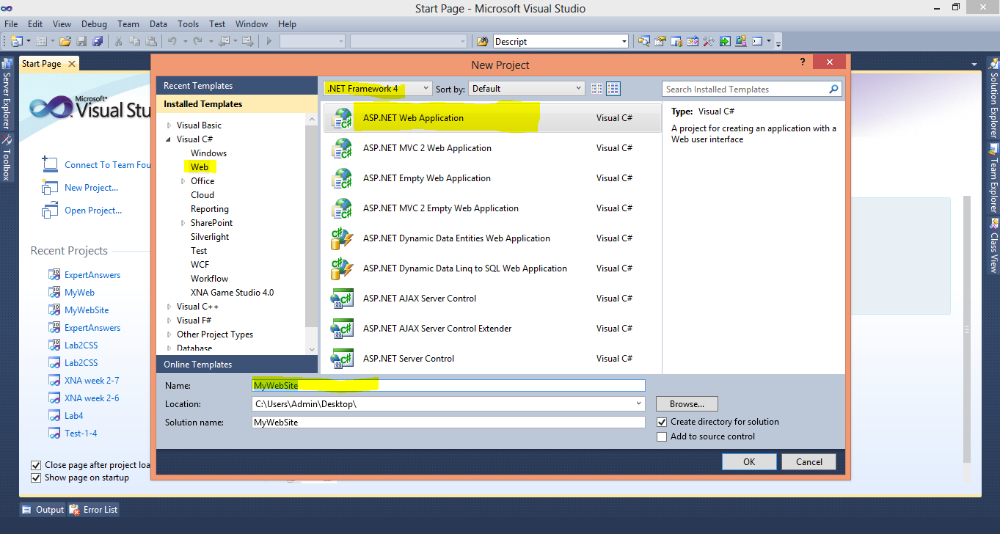 Start Page - Microsoft Visual Studio
File Edit View Debug Team Data Tools Test Window Help
Descript
Server Explorer
Toolbox
Start Page
Microsoft
Visual Stu
Connect To Team Fou
New Project...
Open Project...
Recent Projects
ExpertAnswers
MyWeb
MyWebSite
ExpertAnswers
Lab2CSS
Lab2CSS
XNA week 2-7
XNA week 2-6
Lab4
Test-1-4
Close page after project loa
Show page on startup
New Project
Recent Templates
Installed Templates
Visual Basic
Visual C#
Windows
Web
Office
Cloud
Reporting
SharePoint
Silverlight
Test
WCF
Workflow
XNA Game Studio 4.0
Visual C++
Visual F#
Other Project Types
Database
Online Templates
.NET Framework 4 Sort by: Default
ASP.NET Web Application Visual C#
ASP.NET MVC 2 Web Application Visual C#
ASP.NET Empty Web Application Visual C#
ASP.NET MVC 2 Empty Web Application Visual C#
ASP.NET Dynamic Data Entities Web Application Visual C#
ASP.NET Dynamic Data Linq to SQL Web Application Visual C#
ASP.NET AJAX Server Control Visual C#
ASP.NET AJAX Server Control Extender Visual C#
ASP.NET Server Control Visual C#
Search Installed Templates
Type: Visual C#
A project for creating an application with a
Web user interface
Name: MyWebSite
Location: C:\Users\Admin\Desktop\ Browse...
Solution name: MyWebSite
Create directory for solution
Add to source control
OK Cancel
Solution Explorer
Team Explorer
Class View
Output Error List